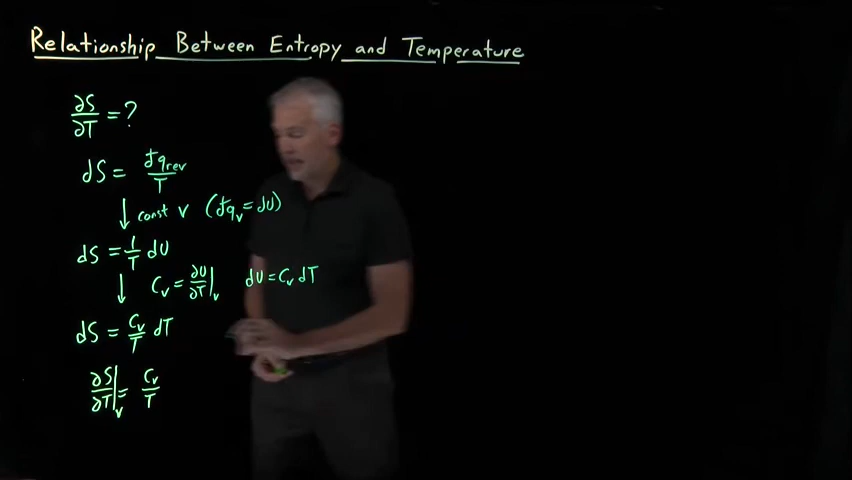 Relationship Between Entropy and Temperature
∂S/∂T = ?
dS = đq_rev/T
↓ const V (đq_v = dU)
dS = 1/T dU
↓ C_v = ∂U/∂T|_v dU = C_v dT
dS = C_v/T dT
∂S/∂T|_v = C_v/T